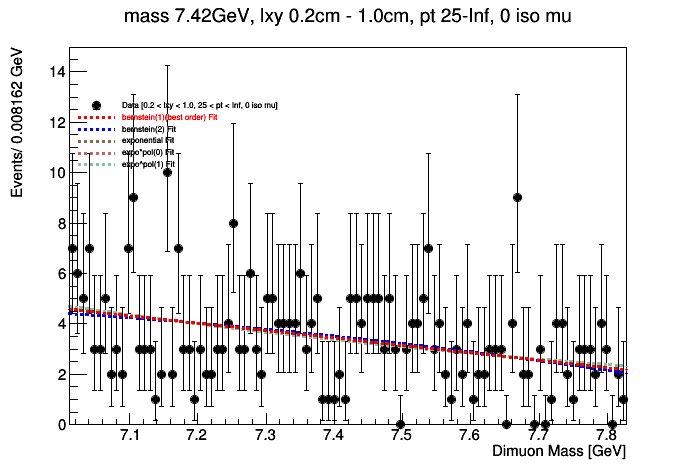 mass 7.42GeV, lxy 0.2cm - 1.0cm, pt 25-Inf, 0 iso mu
Events/ 0.008162 GeV
14
12
10
8
6
4
2
0
Data [0.2 < lxy < 1.0, 25 < pt < Inf, 0 iso mu]
bernstein(1)(best order) Fit
bernstein(2) Fit
exponential Fit
expo*pol(0) Fit
expo*pol(1) Fit
7.1 7.2 7.3 7.4 7.5 7.6 7.7 7.8
Dimuon Mass [GeV]